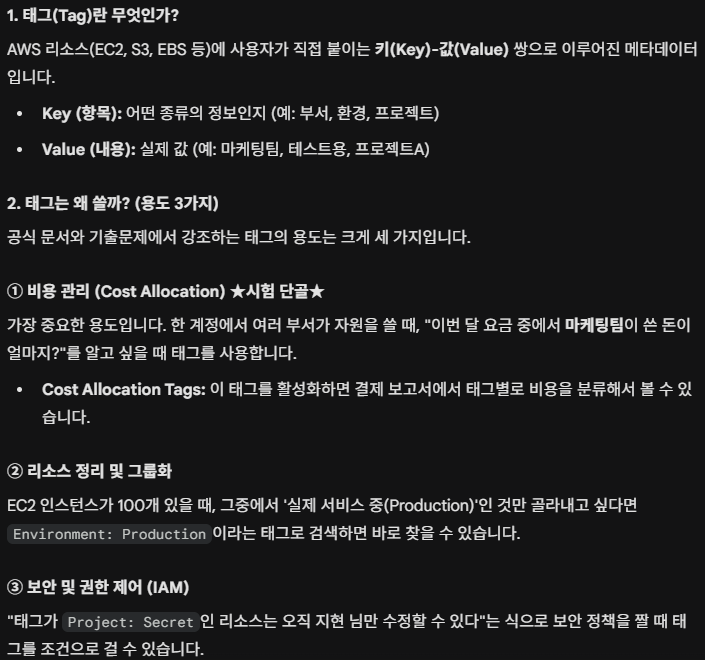 1. 태그(Tag)란 무엇인가?
AWS 리소스(EC2, S3, EBS 등)에 사용자가 직접 붙이는 키(Key)-값(Value) 쌍으로 이루어진 메타데이터
입니다.
• Key (항목): 어떤 종류의 정보인지 (예: 부서, 환경, 프로젝트)
• Value (내용): 실제 값 (예: 마케팅팀, 테스트용, 프로젝트A)
2. 태그는 왜 쓸까? (용도 3가지)
공식 문서와 기출문제에서 강조하는 태그의 용도는 크게 세 가지입니다.
① 비용 관리 (Cost Allocation) ★시험 단골★
가장 중요한 용도입니다. 한 계정에서 여러 부서가 자원을 쓸 때, "이번 달 요금 중에서 마케팅팀이 쓴 돈이
얼마지?"를 알고 싶을 때 태그를 사용합니다.
• Cost Allocation Tags: 이 태그를 활성화하면 결제 보고서에서 태그별로 비용을 분류해서 볼 수 있
습니다.
② 리소스 정리 및 그룹화
EC2 인스턴스가 100개 있을 때, 그중에서 '실제 서비스 중(Production)'인 것만 골라내고 싶다면
Environment: Production 이라는 태그로 검색하면 바로 찾을 수 있습니다.
③ 보안 및 권한 제어 (IAM)
"태그가 Project: Secret 인 리소스는 오직 지현 님만 수정할 수 있다"는 식으로 보안 정책을 짤 때 태
그를 조건으로 걸 수 있습니다.